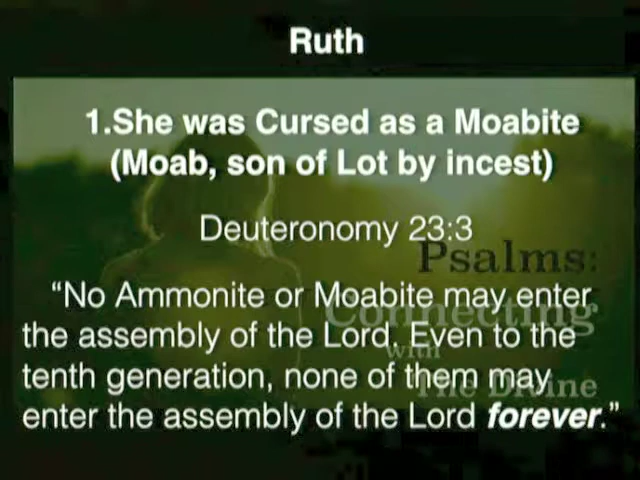 Ruth
1.She was Cursed as a Moabite
(Moab, son of Lot by incest)
Deuteronomy 23:3
Psalms:
“No Ammonite or Moabite may enter
Connecting
the assembly of the Lord. Even to the
with
tenth generation, none of them may
The Divine
enter the assembly of the Lord forever.”